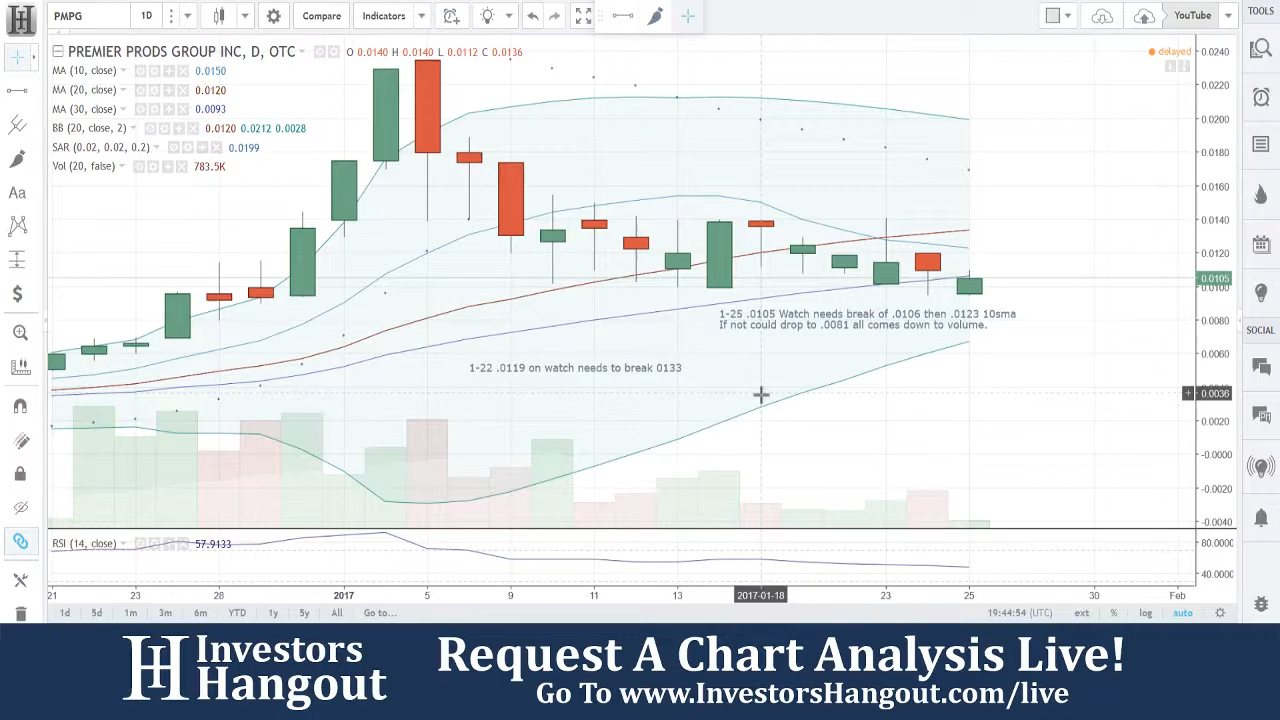 PMPG 1D Compare Indicators YouTube TOOLS
PREMIER PRODS GROUP INC, D, OTC O 0.0140 H 0.0140 L 0.0112 C 0.0136
delayed
MA (10, close) 0.0150
MA (20, close) 0.0120
MA (30, close) 0.0093
BB (20, close, 2) 0.0120 0.0212 0.0028
SAR (0.02, 0.02, 0.2) 0.0199
Vol (20, false) 783.5K
0.0240
0.0220
0.0200
0.0180
0.0160
0.0140
0.0120
0.0105
0.0100
0.0080
0.0060
0.0036
0.0020
-0.0000
-0.0020
-0.0040
SOCIAL
1-25 .0105 Watch needs break of .0106 then .0123 10sma
If not could drop to .0081 all comes down to volume.
1-22 .0119 on watch needs to break 0133
RSI (14, close) 57.9133
80.0000
40.0000
21 23 28 2017 5 9 11 13 2017-01-18 23 25 30 Feb
1d 5d 1m 3m 6m YTD 1y 5y All Go to... 19:44:54 (UTC) ext % log auto
Aa
$
H Investors
Hangout
Request A Chart Analysis Live!
Go To www.InvestorsHangout.com/live